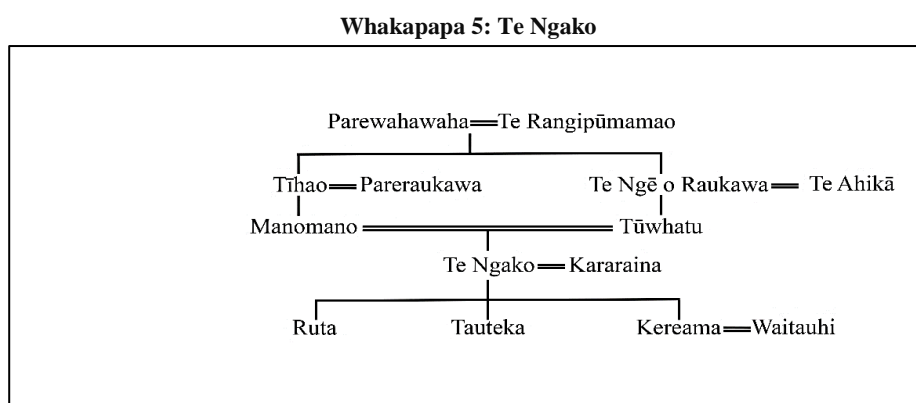 Whakapapa 5: Te Ngako
Parewahawaha Te Rangipūmamao
Tīhao Pareraukawa Te Ngē o Raukawa Te Ahikā
Manomano Tūwhatu
Te Ngako Kararaina
Ruta Tauteka Kereama Waitauhi